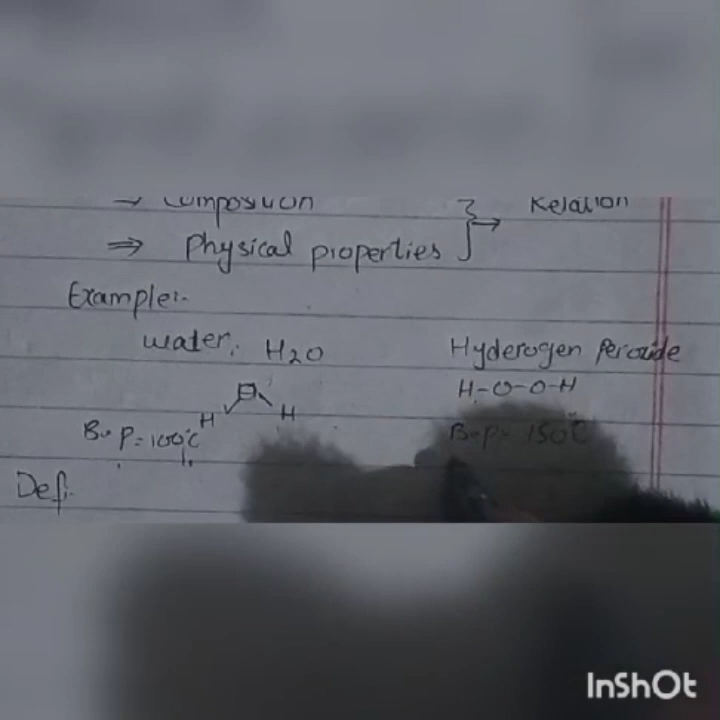 → Composition } → Relation
⇒ Physical properties
Example:-
water: H2O Hyderogen Peroxide
O H-O-O-H
H H
B.P=100°C B.P= 150°C
Def:
InShOt